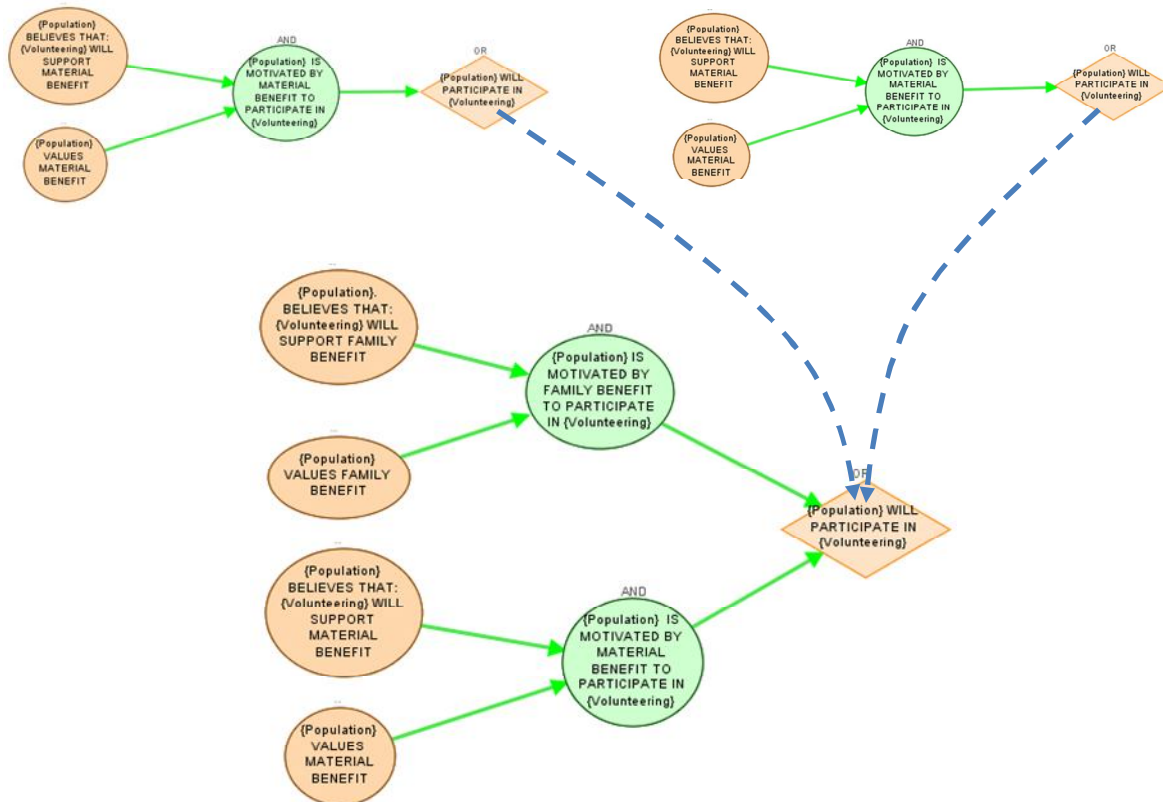 {Population}
BELIEVES THAT:
{Volunteering} WILL
SUPPORT
MATERIAL
BENEFIT
{Population}
VALUES
MATERIAL
BENEFIT
AND
{Population} IS
MOTIVATED BY
MATERIAL
BENEFIT TO
PARTICIPATE IN
{Volunteering}
OR
{Population} WILL
PARTICIPATE IN
{Volunteering}
{Population}
BELIEVES THAT:
{Volunteering} WILL
SUPPORT
MATERIAL
BENEFIT
{Population}
VALUES
MATERIAL
BENEFIT
AND
{Population} IS
MOTIVATED BY
MATERIAL
BENEFIT TO
PARTICIPATE IN
{Volunteering}
OR
{Population} WILL
PARTICIPATE IN
{Volunteering}
{Population}.
BELIEVES THAT:
{Volunteering} WILL
SUPPORT FAMILY
BENEFIT
{Population}
VALUES FAMILY
BENEFIT
AND
{Population} IS
MOTIVATED BY
FAMILY BENEFIT
TO PARTICIPATE
IN {Volunteering}
OR
{Population} WILL
PARTICIPATE IN
{Volunteering}
{Population}
BELIEVES THAT:
{Volunteering} WILL
SUPPORT
MATERIAL
BENEFIT
{Population}
VALUES
MATERIAL
BENEFIT
AND
{Population} IS
MOTIVATED BY
MATERIAL
BENEFIT TO
PARTICIPATE IN
{Volunteering}